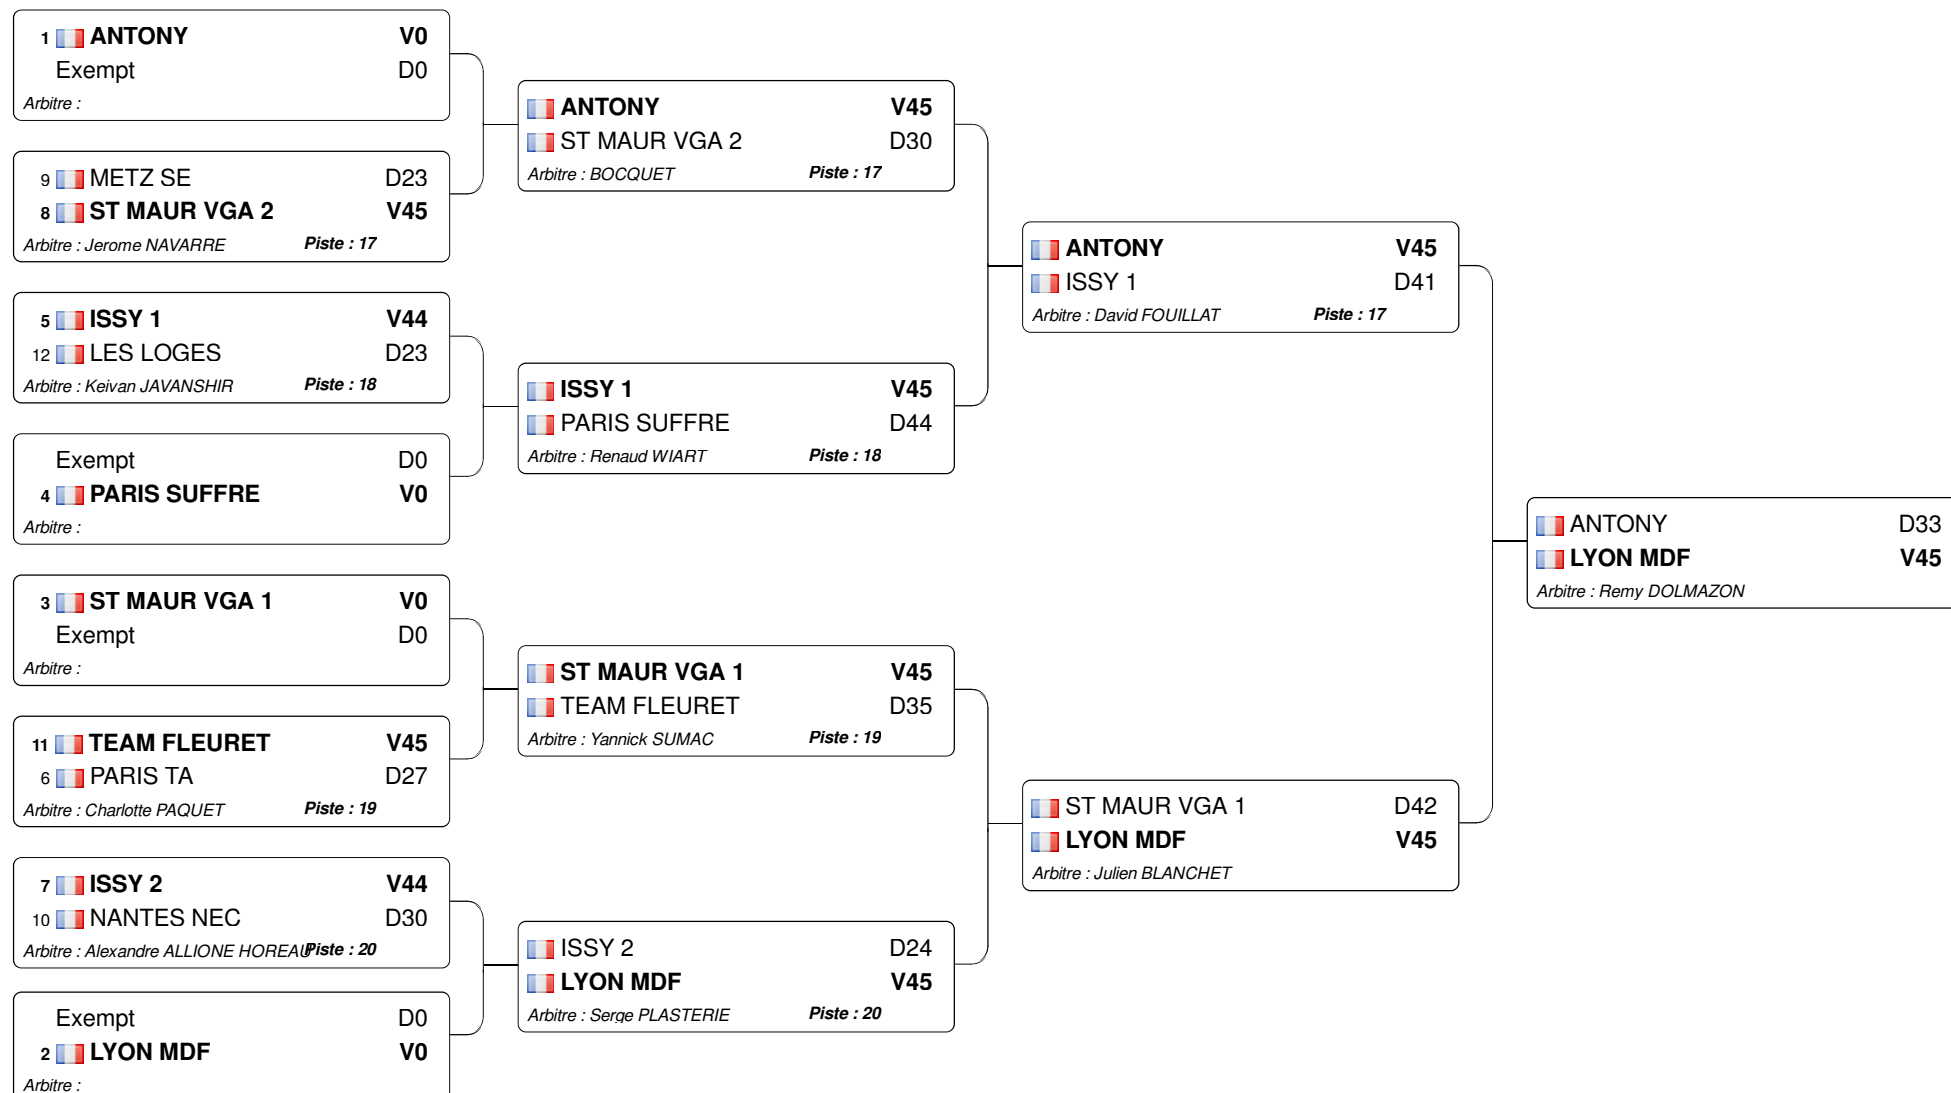 1 ANTONY V0
Exempt D0
Arbitre :
9 METZ SE D23
8 ST MAUR VGA 2 V45
Arbitre : Jerome NAVARRE Piste : 17
5 ISSY 1 V44
12 LES LOGES D23
Arbitre : Keivan JAVANSHIR Piste : 18
Exempt D0
4 PARIS SUFFRE V0
Arbitre :
3 ST MAUR VGA 1 V0
Exempt D0
Arbitre :
11 TEAM FLEURET V45
6 PARIS TA D27
Arbitre : Charlotte PAQUET Piste : 19
7 ISSY 2 V44
10 NANTES NEC D30
Arbitre : Alexandre ALLIONE HOREAU Piste : 20
Exempt D0
2 LYON MDF V0
Arbitre :
ANTONY V45
ST MAUR VGA 2 D30
Arbitre : BOCQUET Piste : 17
ISSY 1 V45
PARIS SUFFRE D44
Arbitre : Renaud WIART Piste : 18
ST MAUR VGA 1 V45
TEAM FLEURET D35
Arbitre : Yannick SUMAC Piste : 19
ISSY 2 D24
LYON MDF V45
Arbitre : Serge PLASTERIE Piste : 20
ANTONY V45
ISSY 1 D41
Arbitre : David FOUILLAT Piste : 17
ST MAUR VGA 1 D42
LYON MDF V45
Arbitre : Julien BLANCHET
ANTONY D33
LYON MDF V45
Arbitre : Remy DOLMAZON